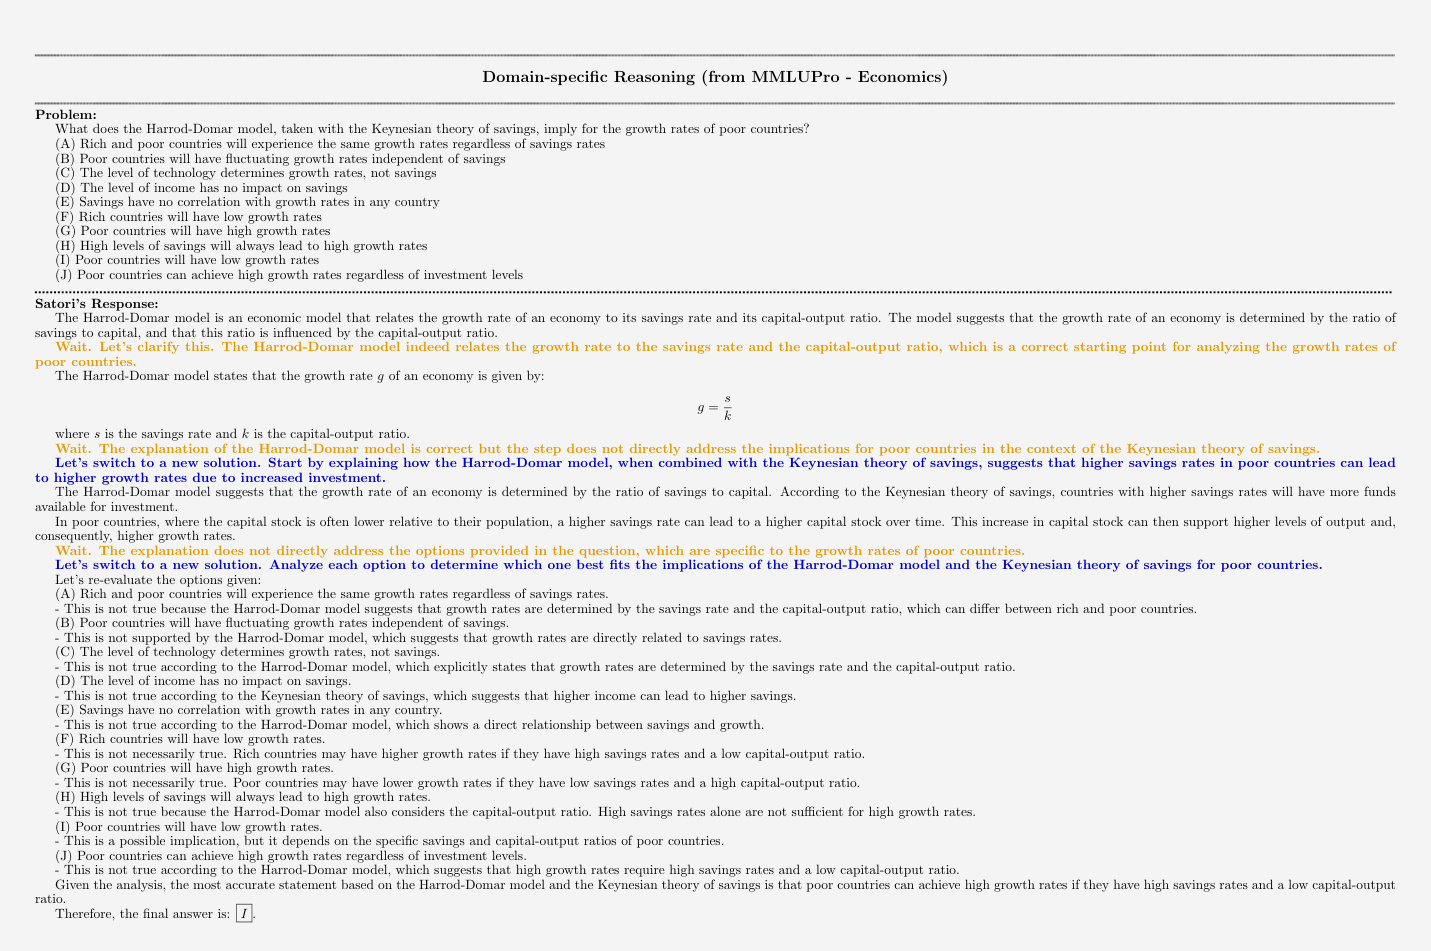 Domain-specific Reasoning (from MMLUPro - Economics)
Problem:
What does the Harrod-Domar model, taken with the Keynesian theory of savings, imply for the growth rates of poor countries?
(A) Rich and poor countries will experience the same growth rates regardless of savings rates
(B) Poor countries will have fluctuating growth rates independent of savings
(C) The level of technology determines growth rates, not savings
(D) The level of income has no impact on savings
(E) Savings have no correlation with growth rates in any country
(F) Rich countries will have low growth rates
(G) Poor countries will have high growth rates
(H) High levels of savings will always lead to high growth rates
(I) Poor countries will have low growth rates
(J) Poor countries can achieve high growth rates regardless of investment levels
Satori's Response:
The Harrod-Domar model is an economic model that relates the growth rate of an economy to its savings rate and its capital-output ratio. The model suggests that the growth rate of an economy is determined by the ratio of
savings to capital, and that this ratio is influenced by the capital-output ratio.
Wait. Let's clarify this. The Harrod-Domar model indeed relates the growth rate to the savings rate and the capital-output ratio, which is a correct starting point for analyzing the growth rates of
poor countries.
The Harrod-Domar model states that the growth rate g of an economy is given by:
g = s/k
where s is the savings rate and k is the capital-output ratio.
Wait. The explanation of the Harrod-Domar model is correct but the step does not directly address the implications for poor countries in the context of the Keynesian theory of savings.
Let's switch to a new solution. Start by explaining how the Harrod-Domar model, when combined with the Keynesian theory of savings, suggests that higher savings rates in poor countries can lead
to higher growth rates due to increased investment.
The Harrod-Domar model suggests that the growth rate of an economy is determined by the ratio of savings to capital. According to the Keynesian theory of savings, countries with higher savings rates will have more funds
available for investment.
In poor countries, where the capital stock is often lower relative to their population, a higher savings rate can lead to a higher capital stock over time. This increase in capital stock can then support higher levels of output and,
consequently, higher growth rates.
Wait. The explanation does not directly address the options provided in the question, which are specific to the growth rates of poor countries.
Let's switch to a new solution. Analyze each option to determine which one best fits the implications of the Harrod-Domar model and the Keynesian theory of savings for poor countries.
Let's re-evaluate the options given:
(A) Rich and poor countries will experience the same growth rates regardless of savings rates.
- This is not true because the Harrod-Domar model suggests that growth rates are determined by the savings rate and the capital-output ratio, which can differ between rich and poor countries.
(B) Poor countries will have fluctuating growth rates independent of savings.
- This is not supported by the Harrod-Domar model, which suggests that growth rates are directly related to savings rates.
(C) The level of technology determines growth rates, not savings.
- This is not true according to the Harrod-Domar model, which explicitly states that growth rates are determined by the savings rate and the capital-output ratio.
(D) The level of income has no impact on savings.
- This is not true according to the Keynesian theory of savings, which suggests that higher income can lead to higher savings.
(E) Savings have no correlation with growth rates in any country.
- This is not true according to the Harrod-Domar model, which shows a direct relationship between savings and growth.
(F) Rich countries will have low growth rates.
- This is not necessarily true. Rich countries may have higher growth rates if they have high savings rates and a low capital-output ratio.
(G) Poor countries will have high growth rates.
- This is not necessarily true. Poor countries may have lower growth rates if they have low savings rates and a high capital-output ratio.
(H) High levels of savings will always lead to high growth rates.
- This is not true because the Harrod-Domar model also considers the capital-output ratio. High savings rates alone are not sufficient for high growth rates.
(I) Poor countries will have low growth rates.
- This is a possible implication, but it depends on the specific savings and capital-output ratios of poor countries.
(J) Poor countries can achieve high growth rates regardless of investment levels.
- This is not true according to the Harrod-Domar model, which suggests that high growth rates require high savings rates and a low capital-output ratio.
Given the analysis, the most accurate statement based on the Harrod-Domar model and the Keynesian theory of savings is that poor countries can achieve high growth rates if they have high savings rates and a low capital-output
ratio.
Therefore, the final answer is: I.